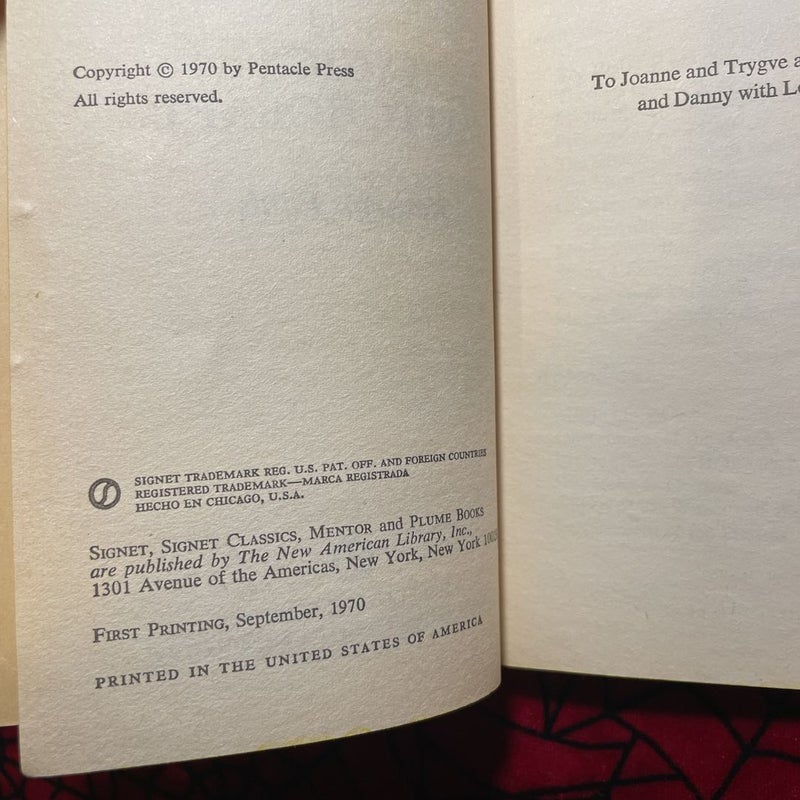 Copyright © 1970 by Pentacle Press
All rights reserved.
SIGNET TRADEMARK REG. U.S. PAT. OFF. AND FOREIGN COUNTRIES
REGISTERED TRADEMARK—MARCA REGISTRADA
HECHO EN CHICAGO, U.S.A.
SIGNET, SIGNET CLASSICS, MENTOR and PLUME BOOKS
are published by The New American Library, Inc.,
1301 Avenue of the Americas, New York, New York
FIRST PRINTING, September, 1970
PRINTED IN THE UNITED STATES OF AMERICA
To Joanne and Trygve
and Danny with